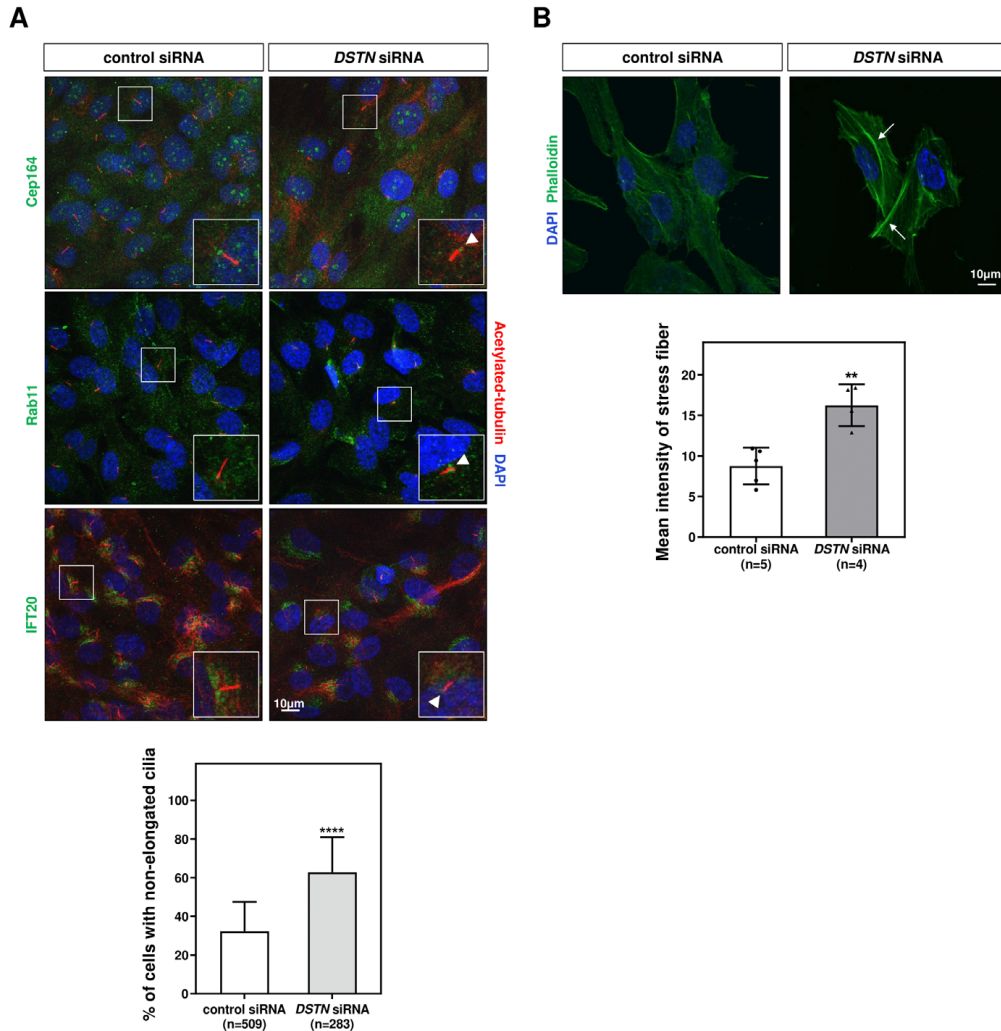 A
control siRNA
DSTN siRNA
Cep164
Rab11
IFT20
Acetylated-tubulin DAPI
10μm
% of cells with non-elongated cilia
100
80
60
40
20
0
****
control siRNA
(n=509)
DSTN siRNA
(n=283)
B
control siRNA
DSTN siRNA
DAPI Phalloidin
10μm
Mean intensity of stress fiber
20
15
10
5
0
**
control siRNA
(n=5)
DSTN siRNA
(n=4)